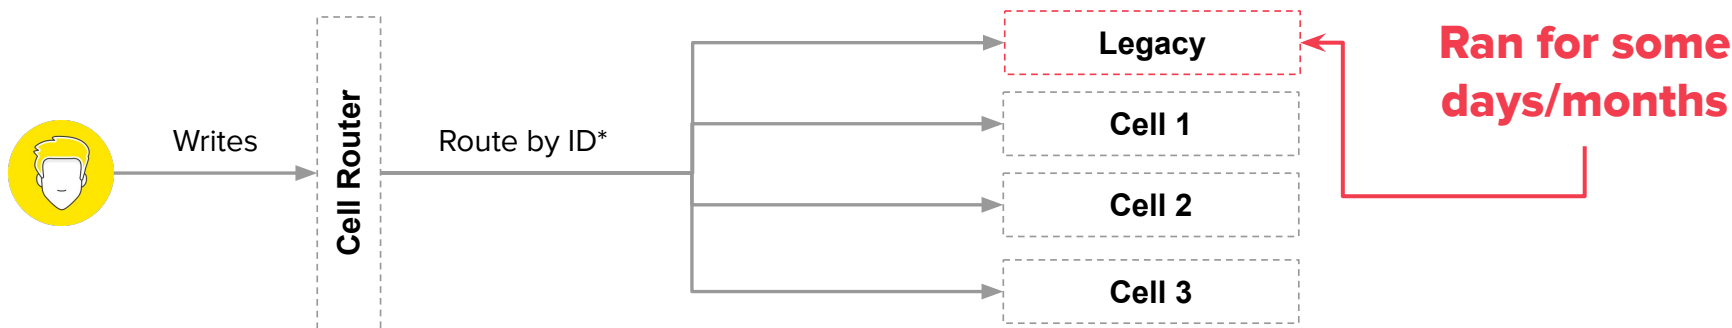 Writes
Cell Router
Route by ID*
Legacy
Cell 1
Cell 2
Cell 3
Ran for some
days/months